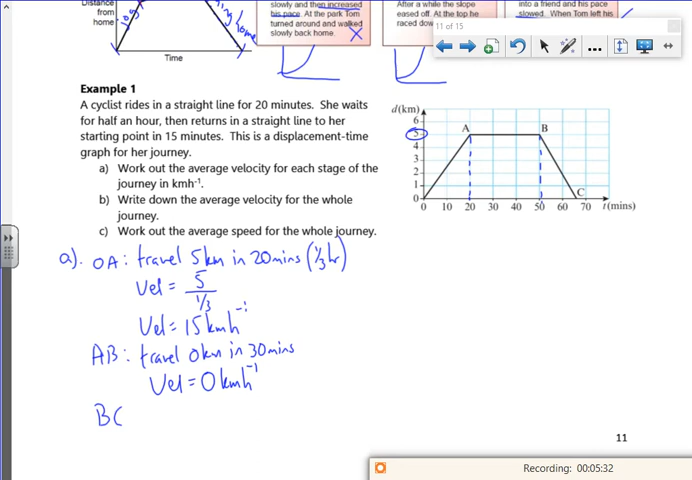 Distance
from
home
Time
slowly and then increased
his pace. At the park Tom
turned around and walked
slowly back home.
After a while the slope
eased off. At the top he
raced dow
into a friend and his pace
slowed. When Tom left his
11 of 15
Example 1
A cyclist rides in a straight line for 20 minutes. She waits
for half an hour, then returns in a straight line to her
starting point in 15 minutes. This is a displacement-time
graph for her journey.
a) Work out the average velocity for each stage of the
journey in kmh⁻¹.
b) Write down the average velocity for the whole
journey.
c) Work out the average speed for the whole journey.
d(km)
6
5
4
3
2
1
0
A
B
C
0 10 20 30 40 50 60 70 t(mins)
a). OA: travel 5km in 20mins (1/3 hr)
Vel = 5
1/3
Vel = 15kmh⁻¹
AB: travel 0km in 30mins
Vel = 0kmh⁻¹
BC
11
Recording: 00:05:32